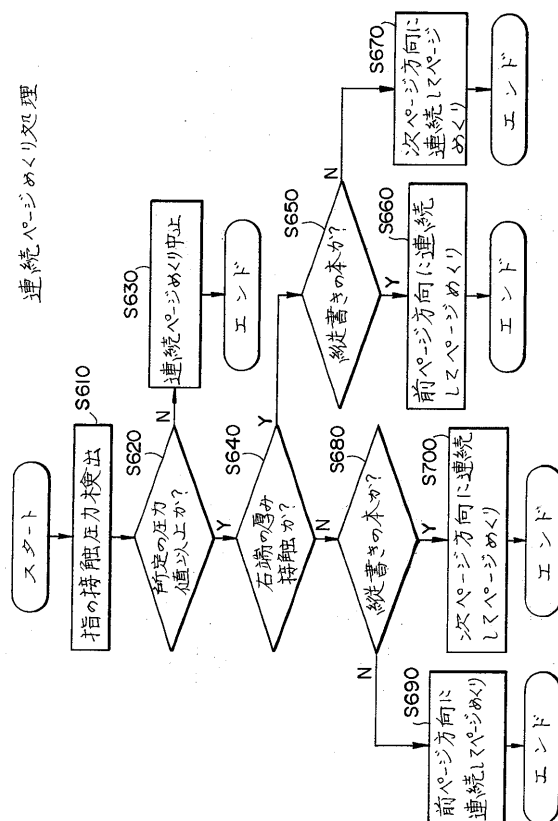 連続ページめくり処理
スタート
S610
指の接触圧力検出
S620
所定の圧力
値以上か?
N
S630
連続ページめくり中止
エンド
Y
S640
右端の厚み
接触か?
Y
S650
縦書きの本か?
N
S670
次ページ方向に
連続してページ
めくり
エンド
Y
S660
前ページ方向に連続
してページめくり
エンド
N
S680
縦書きの本か?
Y
S700
次ページ方向に連続
してページめくり
エンド
N
S690
前ページ方向に
連続してページめくり
エンド